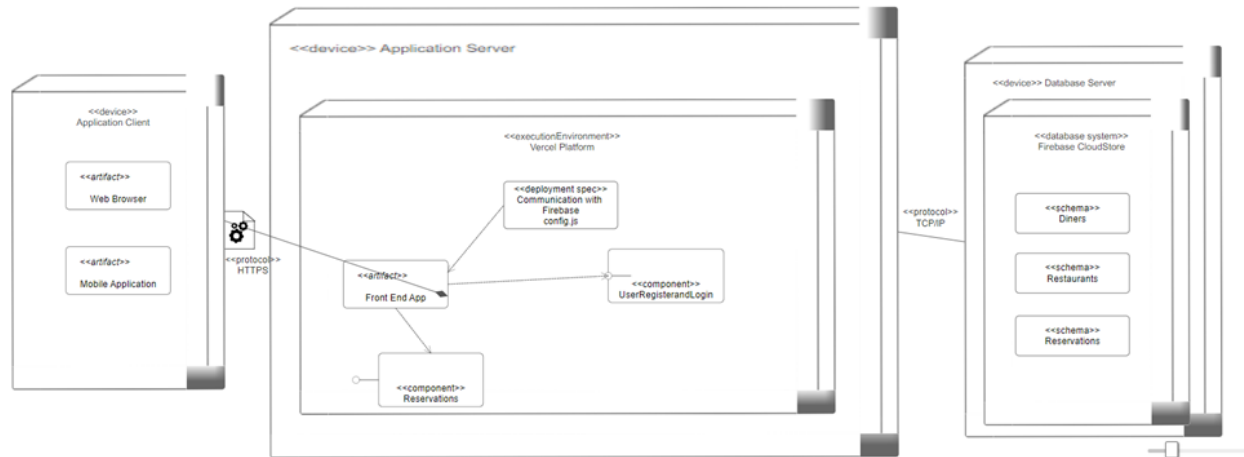 <<device>>
Application Client
<<artifact>>
Web Browser
<<artifact>>
Mobile Application
<<protocol>>
HTTPS
<<device>> Application Server
<<executionEnvironment>>
Vercel Platform
<<deployment spec>>
Communication with
Firebase
config.js
<<artifact>>
Front End App
<<component>>
UserRegisterandLogin
<<component>>
Reservations
<<protocol>>
TCP/IP
<<device>> Database Server
<<database system>>
Firebase CloudStore
<<schema>>
Diners
<<schema>>
Restaurants
<<schema>>
Reservations